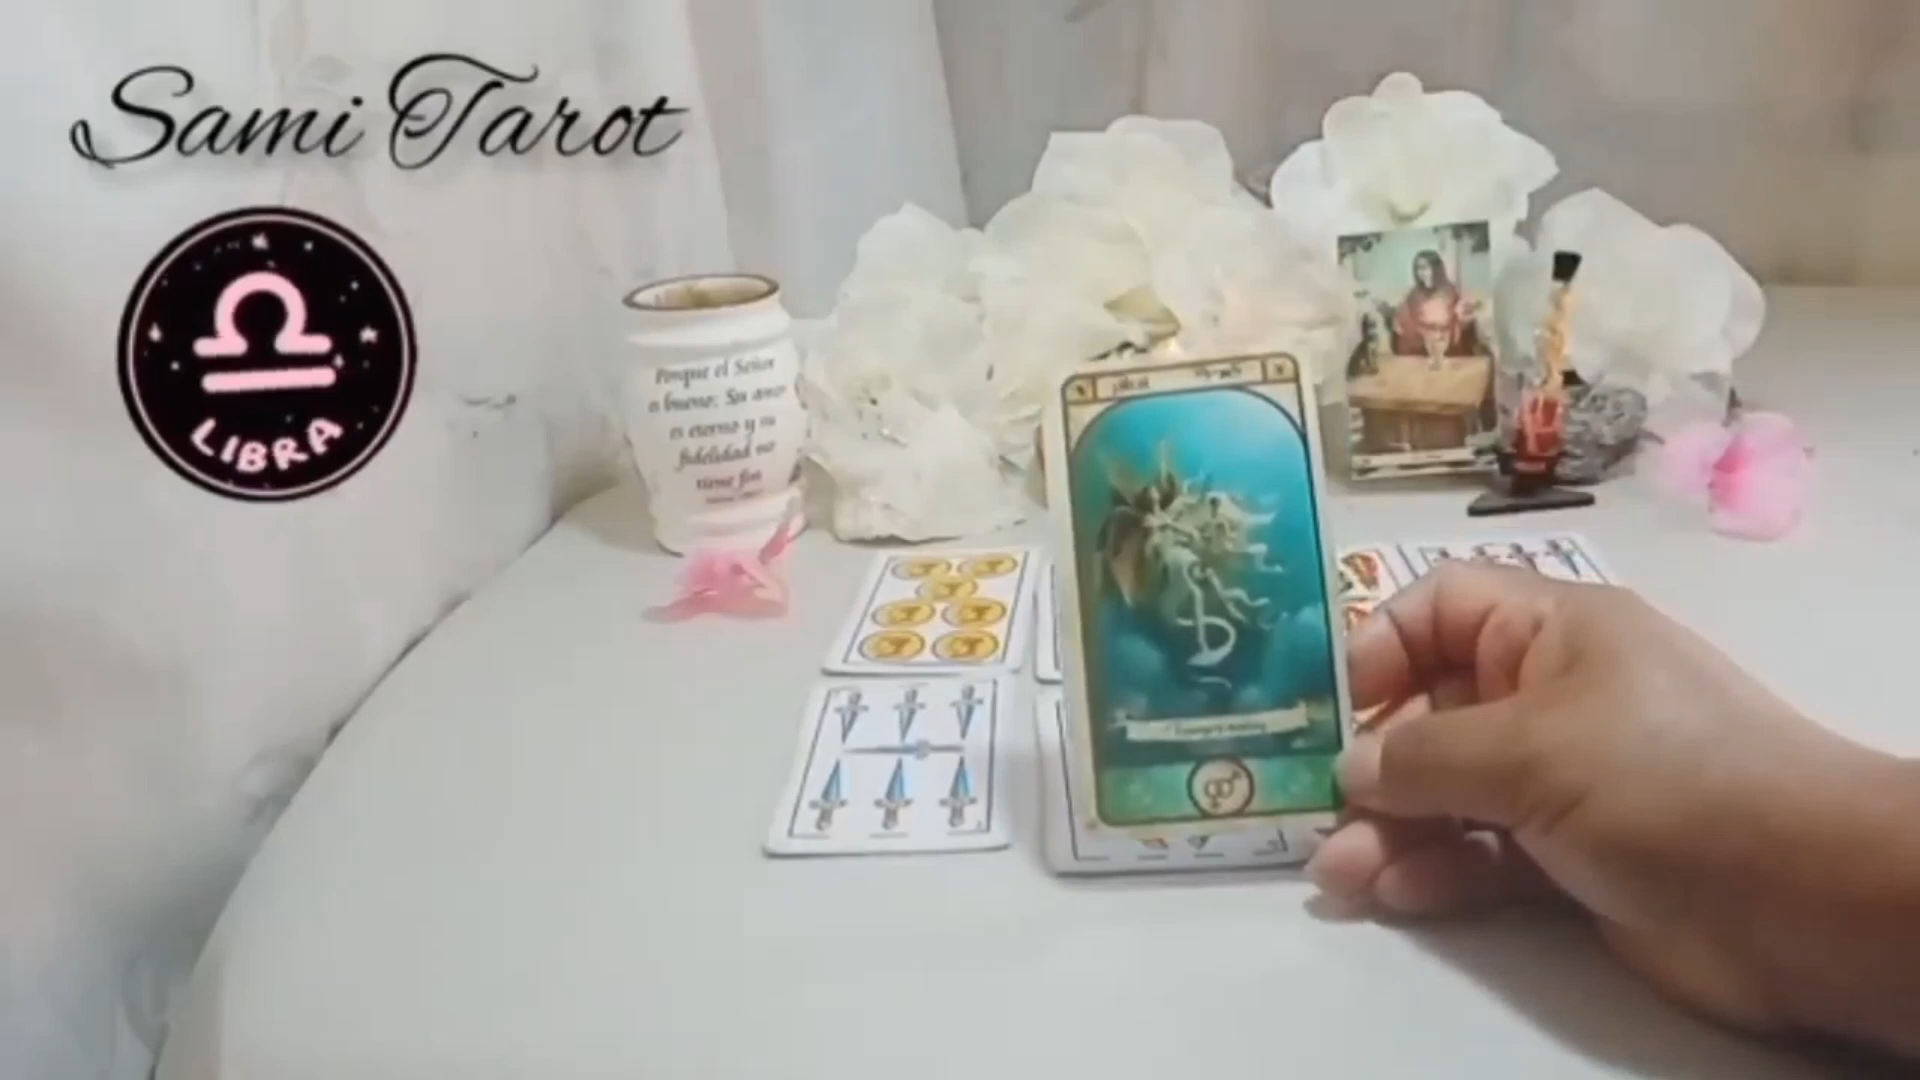 Sami Tarot
LIBRA
Porque el Señor
es bueno; Su amor
es eterno y su
fidelidad no
tiene fin